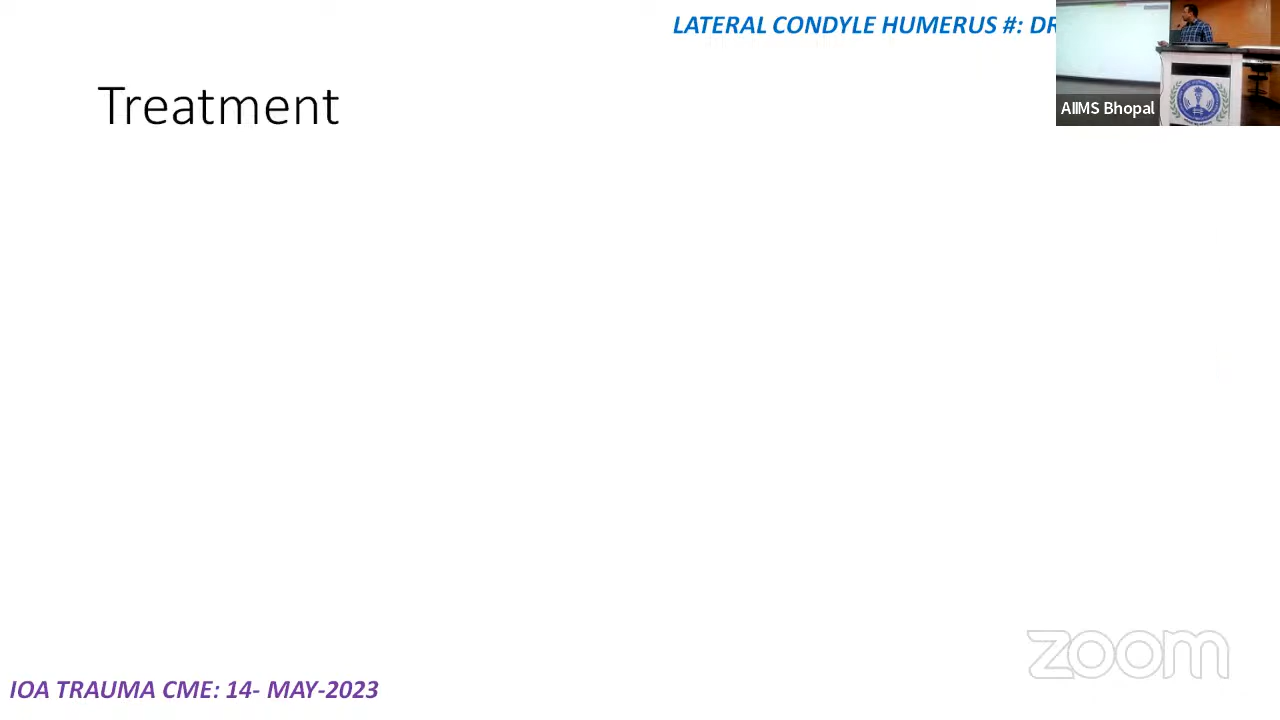 LATERAL CONDYLE HUMERUS #: DR
Treatment
AIIMS Bhopal
zoom
IOA TRAUMA CME: 14- MAY-2023